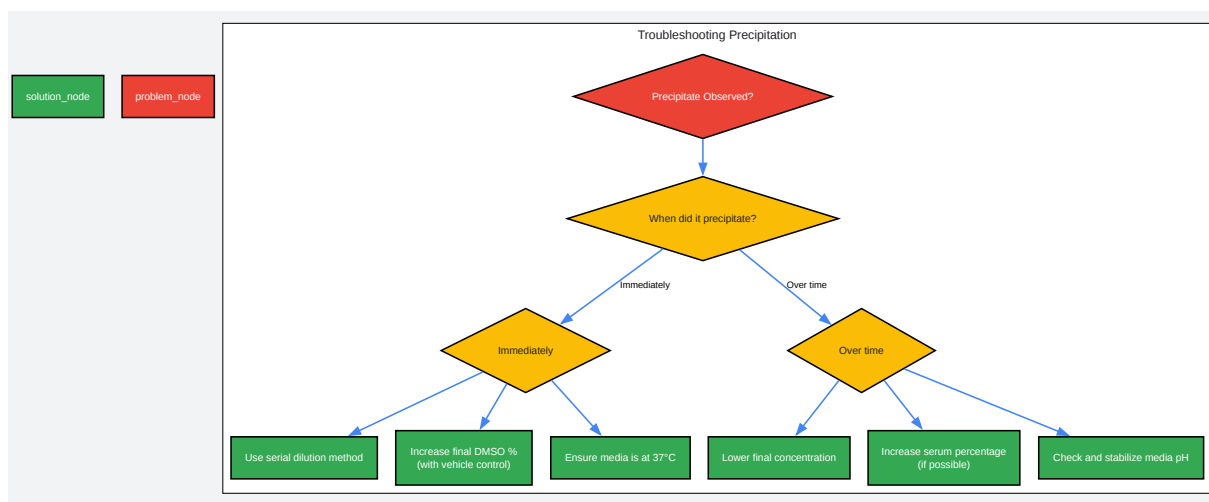 Troubleshooting Precipitation
solution_node
problem_node
Precipitate Observed?
When did it precipitate?
Immediately
Over time
Immediately
Over time
Use serial dilution method
Increase final DMSO %
(with vehicle control)
Ensure media is at 37°C
Lower final concentration
Increase serum percentage
(if possible)
Check and stabilize media pH